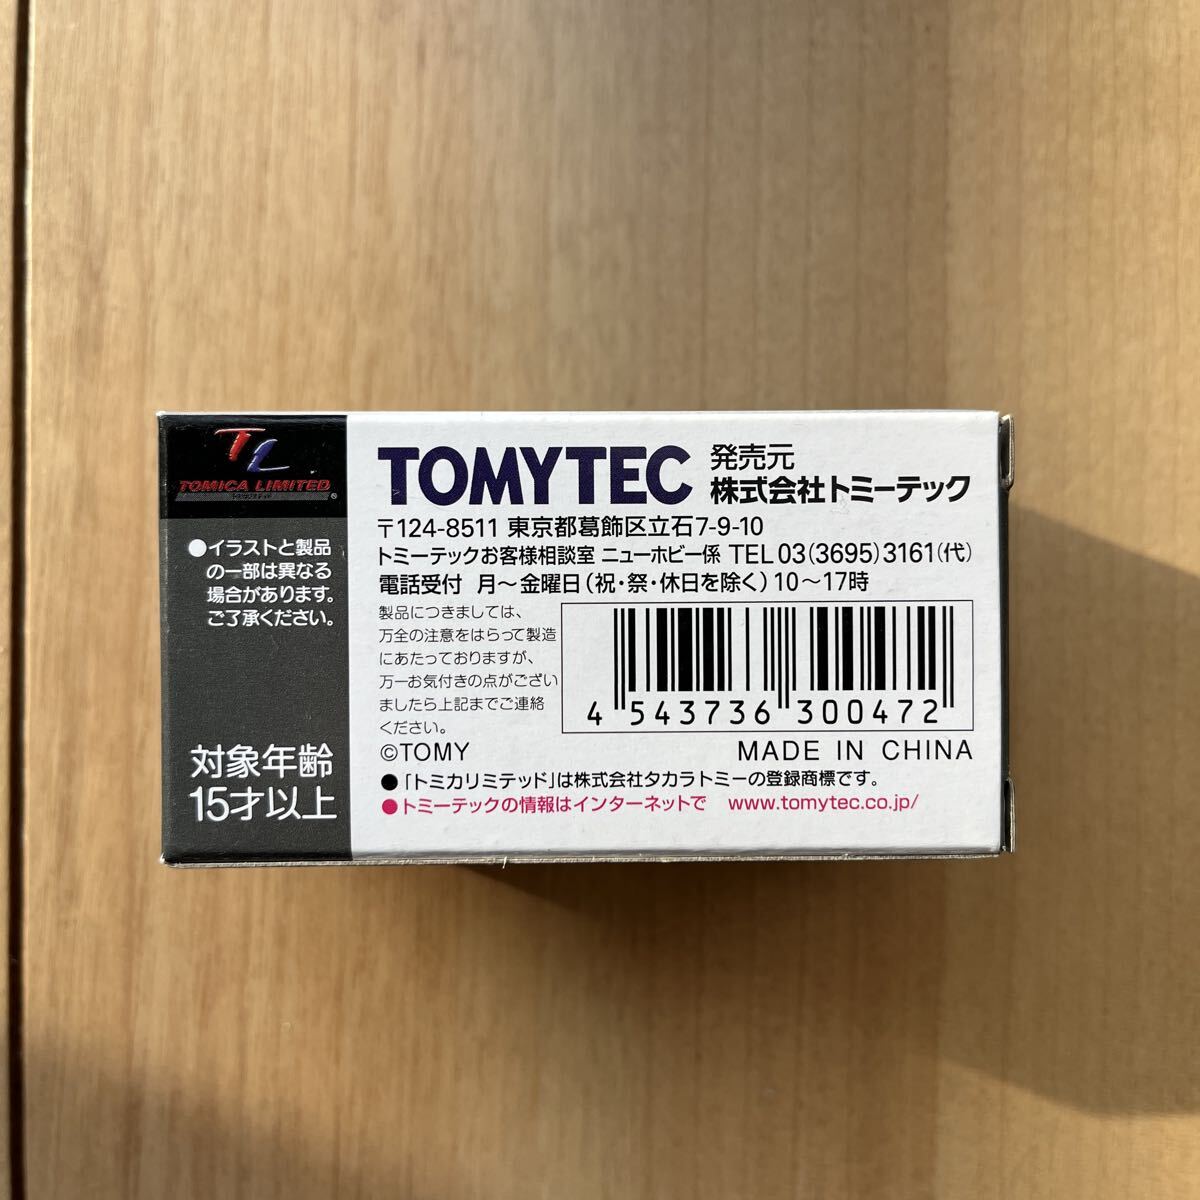 TL
TOMICA LIMITED
トミカリミテッド
®
●イラストと製品
の一部は異なる
場合があります。
ご了承ください。
対象年齢
15才以上
TOMYTEC
発売元
株式会社トミーテック
〒124-8511 東京都葛飾区立石7-9-10
トミーテックお客様相談室 ニューホビー係 TEL 03(3695)3161(代)
電話受付 月〜金曜日(祝・祭・休日を除く)10〜17時
製品につきましては、
万全の注意をはらって製造
にあたっておりますが、
万一お気付きの点がござい
ましたら上記までご連絡
ください。
4 543736 300472
©TOMY
MADE IN CHINA
●「トミカリミテッド」は株式会社タカラトミーの登録商標です。
●トミーテックの情報はインターネットで www.tomytec.co.jp/